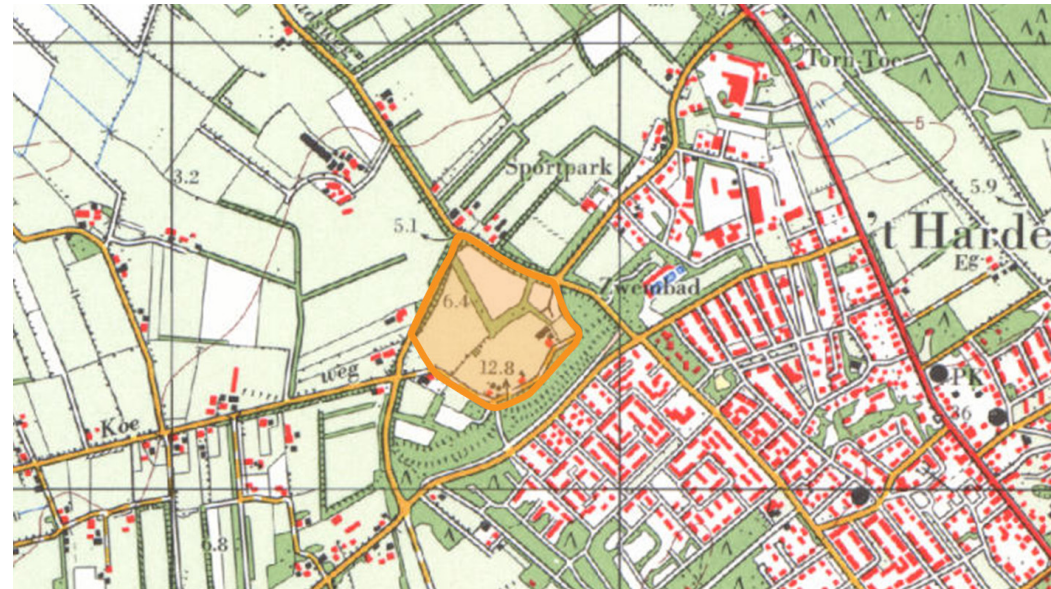 Torn-Toc
5
3.2
Sportpark
5.9
5.1
't Harde
Eg
Zwembad
6.4
weg
12.8
PK
36
Koe
6.8